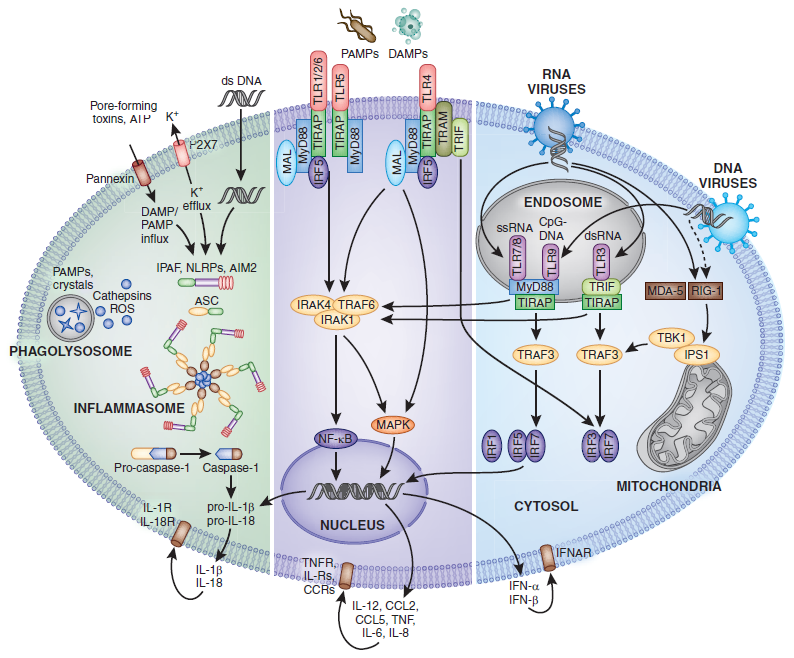 PAMPs DAMPs
ds DNA
Pore-forming
toxins, ATP
K+
P2X7
Pannexin
K+
efflux
DAMP/
PAMP
influx
IPAF, NLRPs, AIM2
ASC
PAMPs,
crystals
Cathepsins
ROS
PHAGOLYSOSOME
INFLAMMASOME
Pro-caspase-1
Caspase-1
pro-IL-1β
pro-IL-18
IL-1R
IL-18R
IL-1β
IL-18
TLR1/2/6
TLR5
TLR4
MAL
MyD88
TIRAP
IRF5
TIRAP
MyD88
MAL
MyD88
TIRAP
IRF5
TRAM
TRIF
IRAK4
TRAF6
IRAK1
NF-κB
MAPK
NUCLEUS
TNFR,
IL-Rs,
CCRs
IL-12, CCL2,
CCL5, TNF,
IL-6, IL-8
RNA
VIRUSES
DNA
VIRUSES
ENDOSOME
ssRNA
CpG-
DNA
dsRNA
TLR7/8
TLR9
TLR3
MyD88
TIRAP
TRIF
TIRAP
MDA-5
RIG-1
TBK1
IPS1
TRAF3
TRAF3
IRF1
IRF5
IRF7
IRF3
IRF7
MITOCHONDRIA
CYTOSOL
IFNAR
IFN-α
IFN-β